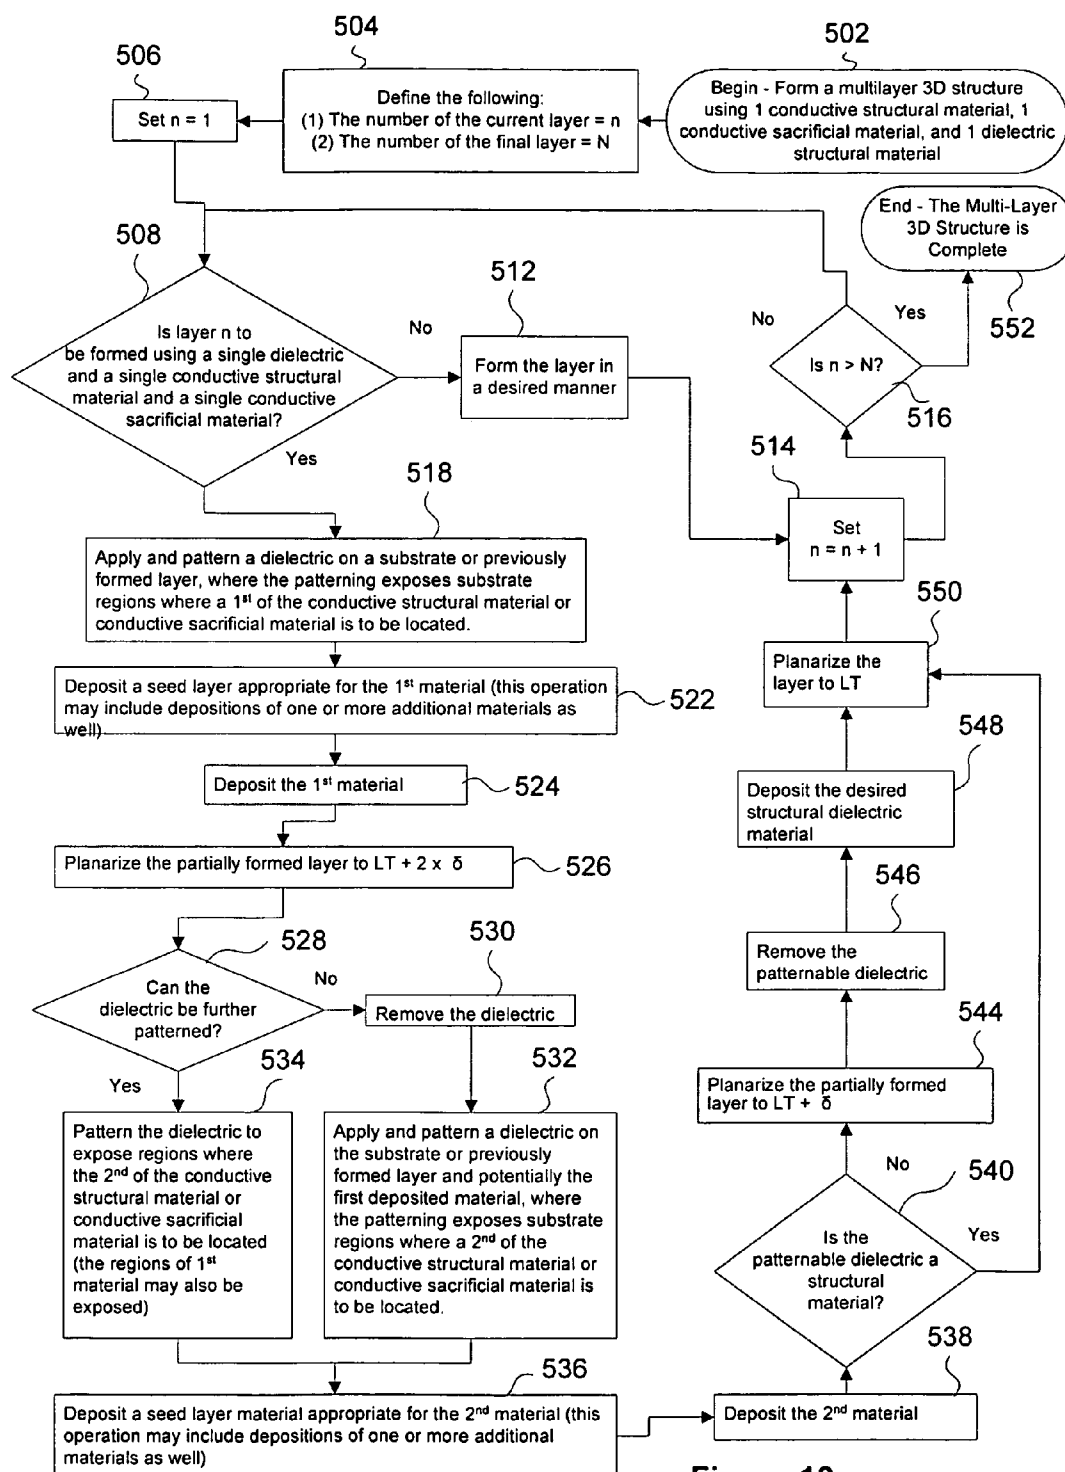 506
504
502
Set n = 1
Define the following:
(1) The number of the current layer = n
(2) The number of the final layer = N
Begin - Form a multilayer 3D structure
using 1 conductive structural material, 1
conductive sacrificial material, and 1 dielectric
structural material
508
End - The Multi-Layer
3D Structure is
Complete
552
512
Is layer n to
be formed using a single dielectric
and a single conductive structural
material and a single conductive
sacrificial material?
No
Yes
Form the layer in
a desired manner
No
Yes
Is n > N?
516
514
Set
n = n + 1
518
Apply and pattern a dielectric on a substrate or previously
formed layer, where the patterning exposes substrate
regions where a 1st of the conductive structural material or
conductive sacrificial material is to be located.
Deposit a seed layer appropriate for the 1st material (this operation
may include depositions of one or more additional materials as
well)
522
Deposit the 1st material
524
Planarize the partially formed layer to LT + 2 x δ
526
528
Can the
dielectric be further
patterned?
No
Yes
530
Remove the dielectric
534
Pattern the dielectric to
expose regions where
the 2nd of the conductive
structural material or
conductive sacrificial
material is to be located
(the regions of 1st
material may also be
exposed)
532
Apply and pattern a dielectric on
the substrate or previously
formed layer and potentially the
first deposited material, where
the patterning exposes substrate
regions where a 2nd of the
conductive structural material or
conductive sacrificial material is
to be located.
536
Deposit a seed layer material appropriate for the 2nd material (this
operation may include depositions of one or more additional
materials as well)
538
Deposit the 2nd material
540
Is the
patternable dielectric a
structural
material?
No
Yes
544
Planarize the partially formed
layer to LT + δ
546
Remove the
patternable dielectric
548
Deposit the desired
structural dielectric
material
550
Planarize the
layer to LT